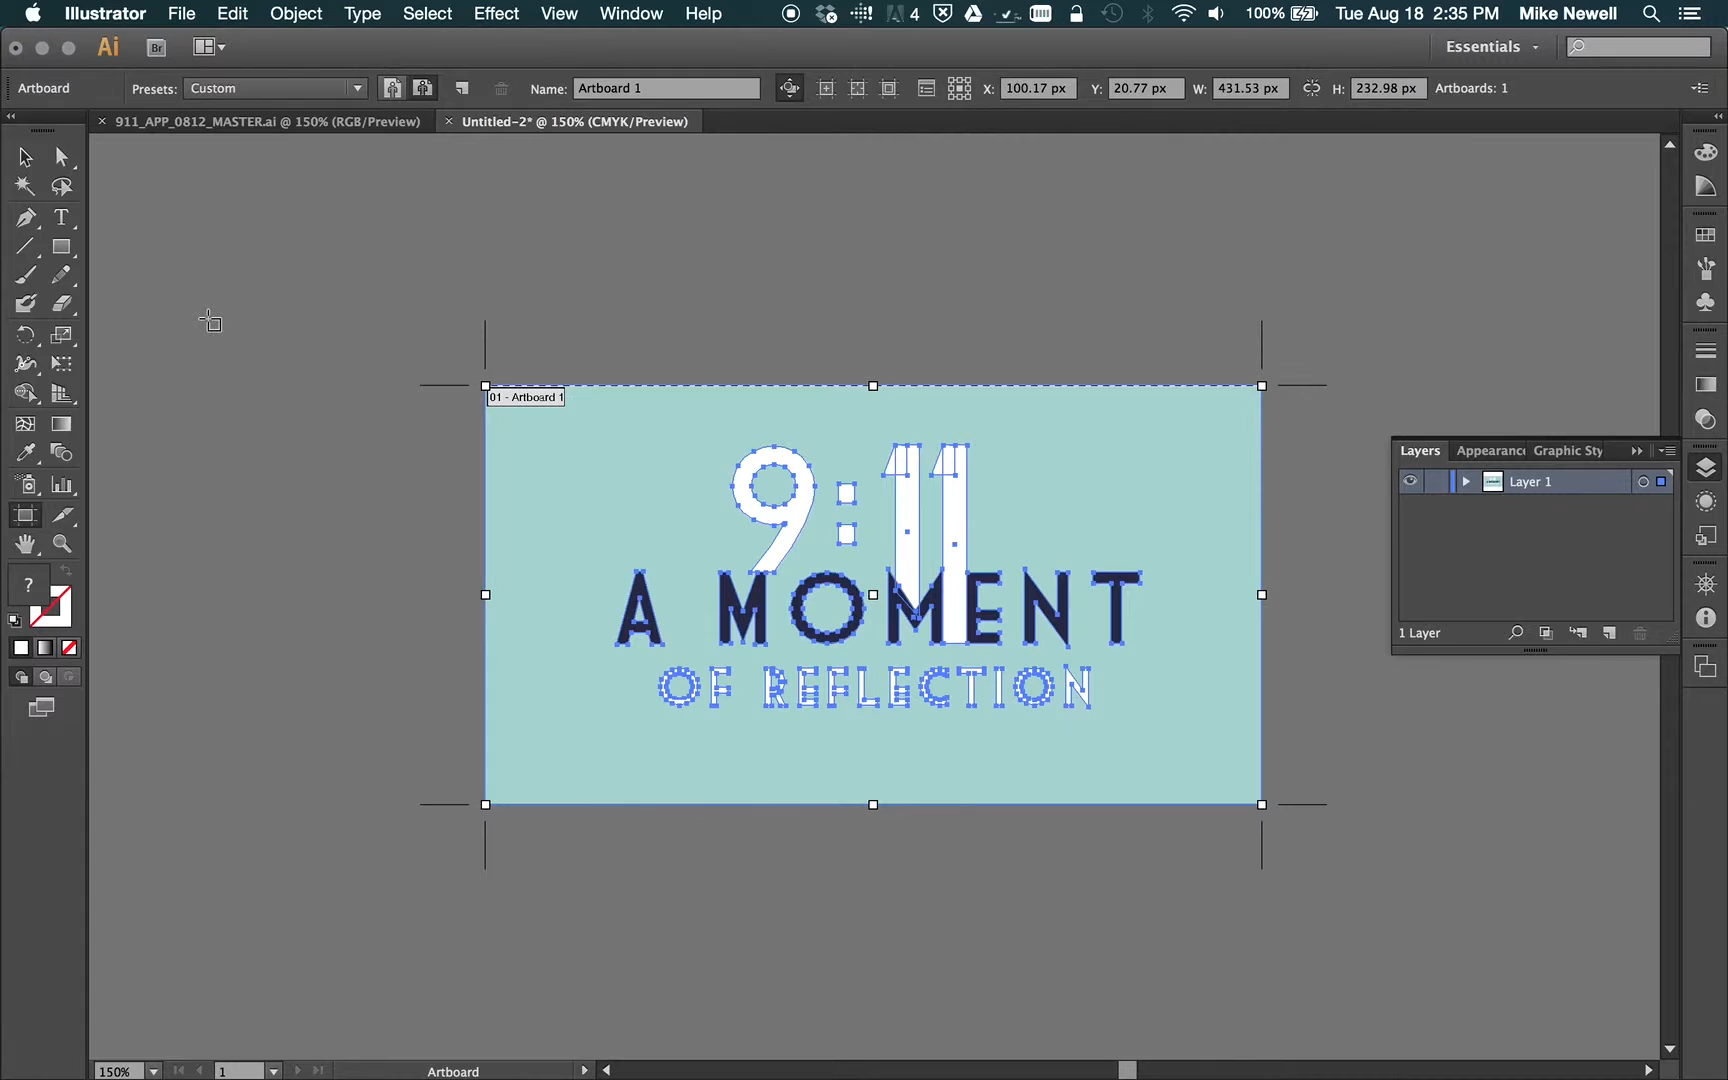 Illustrator File Edit Object Type Select Effect View Window Help 4 100% Tue Aug 18 2:35 PM Mike Newell
Ai Br Essentials
Artboard Presets: Custom Name: Artboard 1 X: 100.17 px Y: 20.77 px W: 431.53 px H: 232.98 px Artboards: 1
911_APP_0812_MASTER.ai @ 150% (RGB/Preview) Untitled-2* @ 150% (CMYK/Preview)
T
01 - Artboard 1
9:11
A MOMENT
OF REFLECTION
?
Layers Appearanc Graphic Sty
Layer 1
1 Layer
150% 1 Artboard